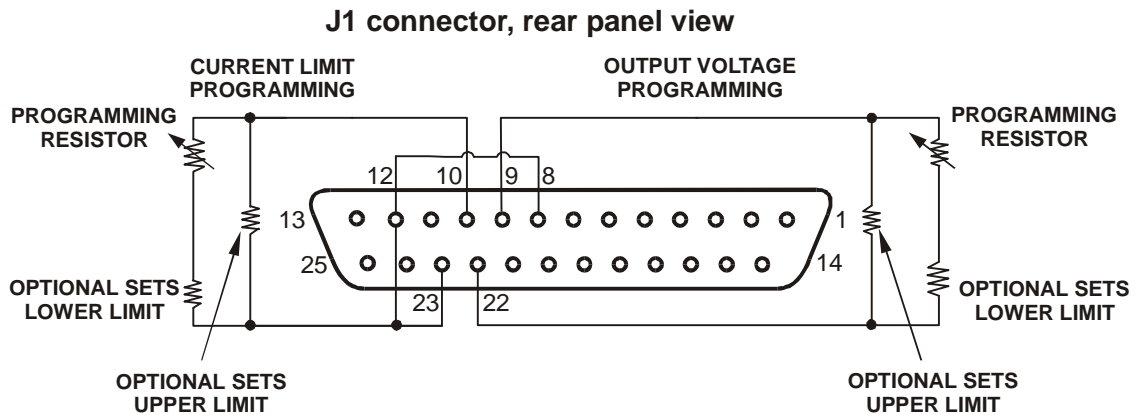 J1 connector, rear panel view
CURRENT LIMIT
PROGRAMMING
OUTPUT VOLTAGE
PROGRAMMING
PROGRAMMING
RESISTOR
PROGRAMMING
RESISTOR
12
10
9
8
13
1
25
14
23
22
OPTIONAL SETS
LOWER LIMIT
OPTIONAL SETS
LOWER LIMIT
OPTIONAL SETS
UPPER LIMIT
OPTIONAL SETS
UPPER LIMIT